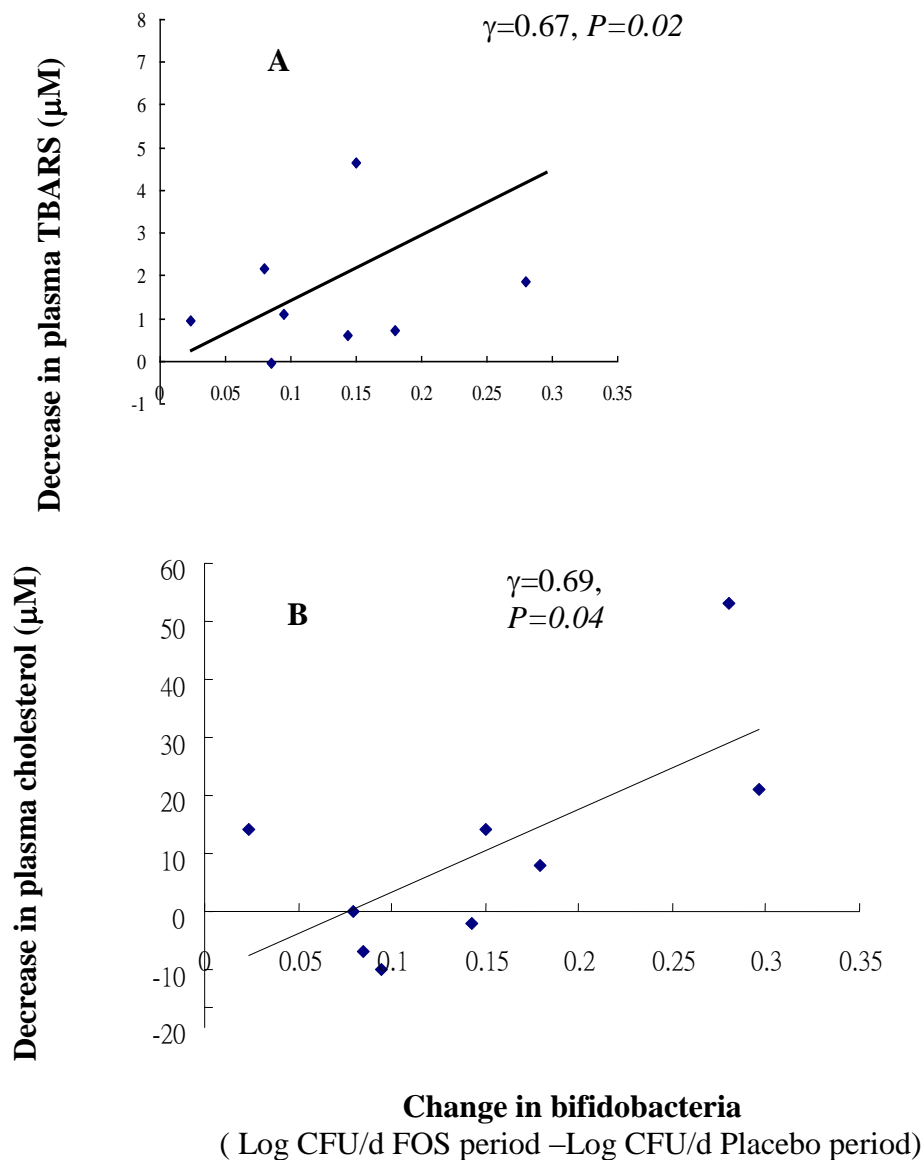 γ=0.67, P=0.02
A
Decrease in plasma TBARS (μM)
8
7
6
5
4
3
2
1
0
-1
0 0.05 0.1 0.15 0.2 0.25 0.3 0.35
γ=0.69,
P=0.04
B
Decrease in plasma cholesterol (μM)
60
50
40
30
20
10
0
-10
-20
0 0.05 0.1 0.15 0.2 0.25 0.3 0.35
Change in bifidobacteria
( Log CFU/d FOS period –Log CFU/d Placebo period)